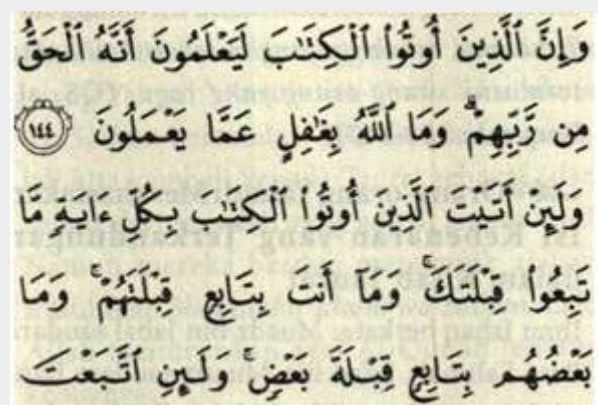 وَإِنَّ ٱلَّذِينَ أُوتُوا۟ ٱلْكِتَـٰبَ لَيَعْلَمُونَ أَنَّهُ ٱلْحَقُّ
مِن رَّبِّهِمْ ۗ وَمَا ٱللَّهُ بِغَـٰفِلٍ عَمَّا يَعْمَلُونَ ١٤٤
وَلَئِنْ أَتَيْتَ ٱلَّذِينَ أُوتُوا۟ ٱلْكِتَـٰبَ بِكُلِّ ءَايَةٍ مَّا
تَبِعُوا۟ قِبْلَتَكَ ۚ وَمَآ أَنتَ بِتَابِعٍ قِبْلَتَهُمْ ۚ وَمَا
بَعْضُهُم بِتَابِعٍ قِبْلَةَ بَعْضٍ ۚ وَلَئِنِ ٱتَّبَعْتَ